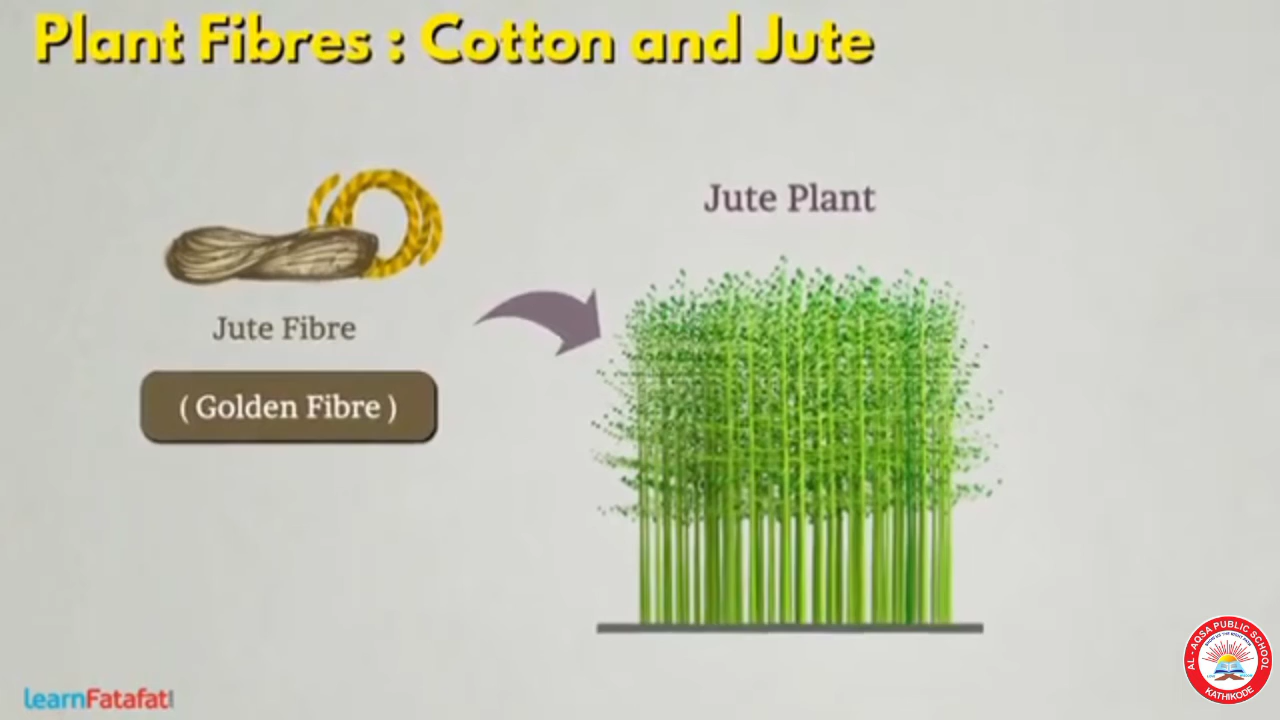 Plant Fibres : Cotton and Jute
Jute Plant
Jute Fibre
( Golden Fibre )
learnFatafat
AL - AQSA PUBLIC SCHOOL
KATHIKODE